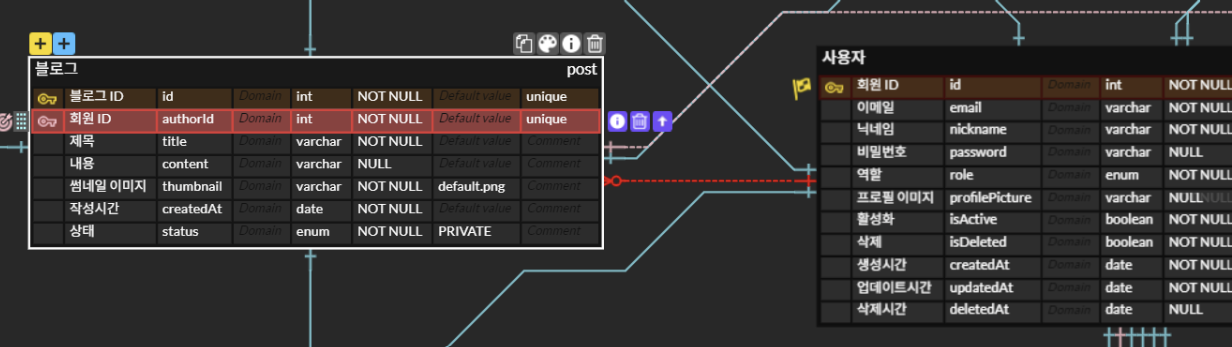 블로그 post
블로그 ID id Domain int NOT NULL Default value unique
회원 ID authorId Domain int NOT NULL Default value unique
제목 title Domain varchar NOT NULL Default value Comment
내용 content Domain varchar NULL Default value Comment
썸네일 이미지 thumbnail Domain varchar NOT NULL default.png Comment
작성시간 createdAt Domain date NOT NULL Default value Comment
상태 status Domain enum NOT NULL PRIVATE Comment
사용자
회원 ID id Domain int NOT NULL
이메일 email Domain varchar NOT NULL
닉네임 nickname Domain varchar NOT NULL
비밀번호 password Domain varchar NULL
역할 role Domain enum NOT NULL
프로필 이미지 profilePicture Domain varchar NULL
활성화 isActive Domain boolean NOT NULL
삭제 isDeleted Domain boolean NOT NULL
생성시간 createdAt Domain date NOT NULL
업데이트시간 updatedAt Domain date NOT NULL
삭제시간 deletedAt Domain date NULL